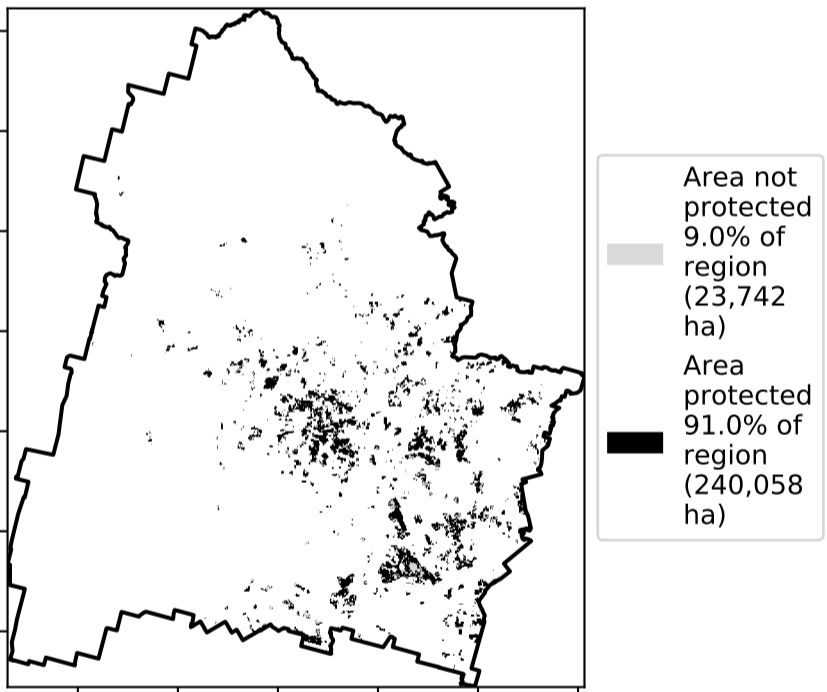 Area not
protected
9.0% of
region
(23,742
ha)
Area
protected
91.0% of
region
(240,058
ha)